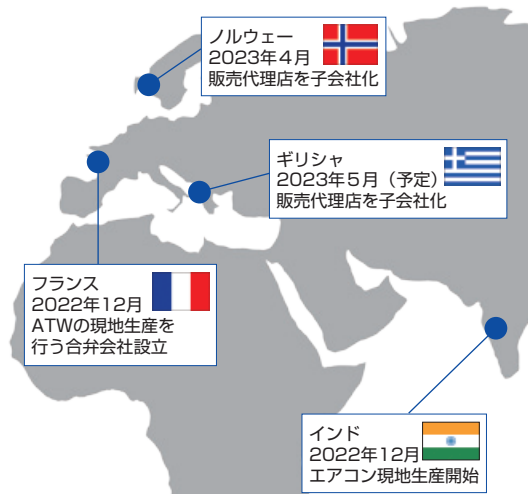 ノルウェー
2023年4月
販売代理店を子会社化
ギリシャ
2023年5月（予定）
販売代理店を子会社化
フランス
2022年12月
ATWの現地生産を
行う合弁会社設立
インド
2022年12月
エアコン現地生産開始